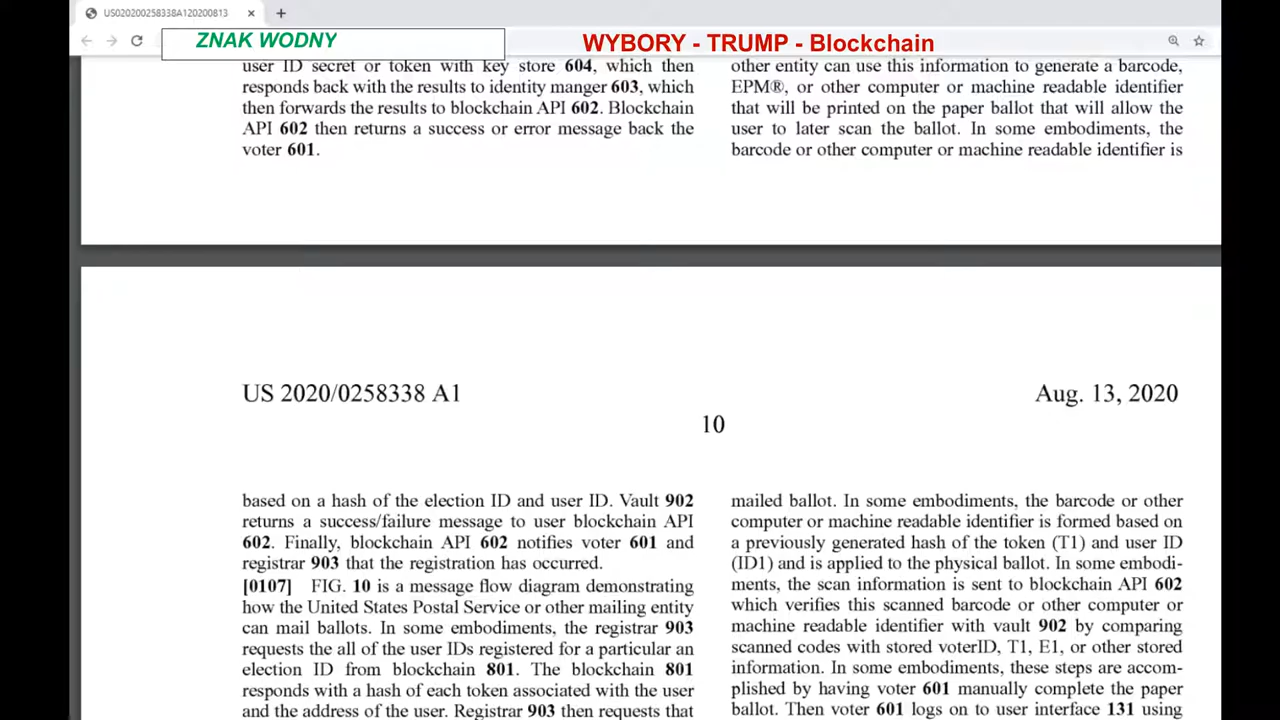 US020200258338A120200813
ZNAK WODNY
WYBORY - TRUMP - Blockchain
user ID secret or token with key store 604, which then
responds back with the results to identity manger 603, which
then forwards the results to blockchain API 602. Blockchain
API 602 then returns a success or error message back the
voter 601.
other entity can use this information to generate a barcode,
EPM®, or other computer or machine readable identifier
that will be printed on the paper ballot that will allow the
user to later scan the ballot. In some embodiments, the
barcode or other computer or machine readable identifier is
US 2020/0258338 A1
Aug. 13, 2020
10
based on a hash of the election ID and user ID. Vault 902
returns a success/failure message to user blockchain API
602. Finally, blockchain API 602 notifies voter 601 and
registrar 903 that the registration has occurred.
[0107] FIG. 10 is a message flow diagram demonstrating
how the United States Postal Service or other mailing entity
can mail ballots. In some embodiments, the registrar 903
requests the all of the user IDs registered for a particular an
election ID from blockchain 801. The blockchain 801
responds with a hash of each token associated with the user
and the address of the user. Registrar 903 then requests that
mailed ballot. In some embodiments, the barcode or other
computer or machine readable identifier is formed based on
a previously generated hash of the token (T1) and user ID
(ID1) and is applied to the physical ballot. In some embodi-
ments, the scan information is sent to blockchain API 602
which verifies this scanned barcode or other computer or
machine readable identifier with vault 902 by comparing
scanned codes with stored voterID, T1, E1, or other stored
information. In some embodiments, these steps are accom-
plished by having voter 601 manually complete the paper
ballot. Then voter 601 logs on to user interface 131 using